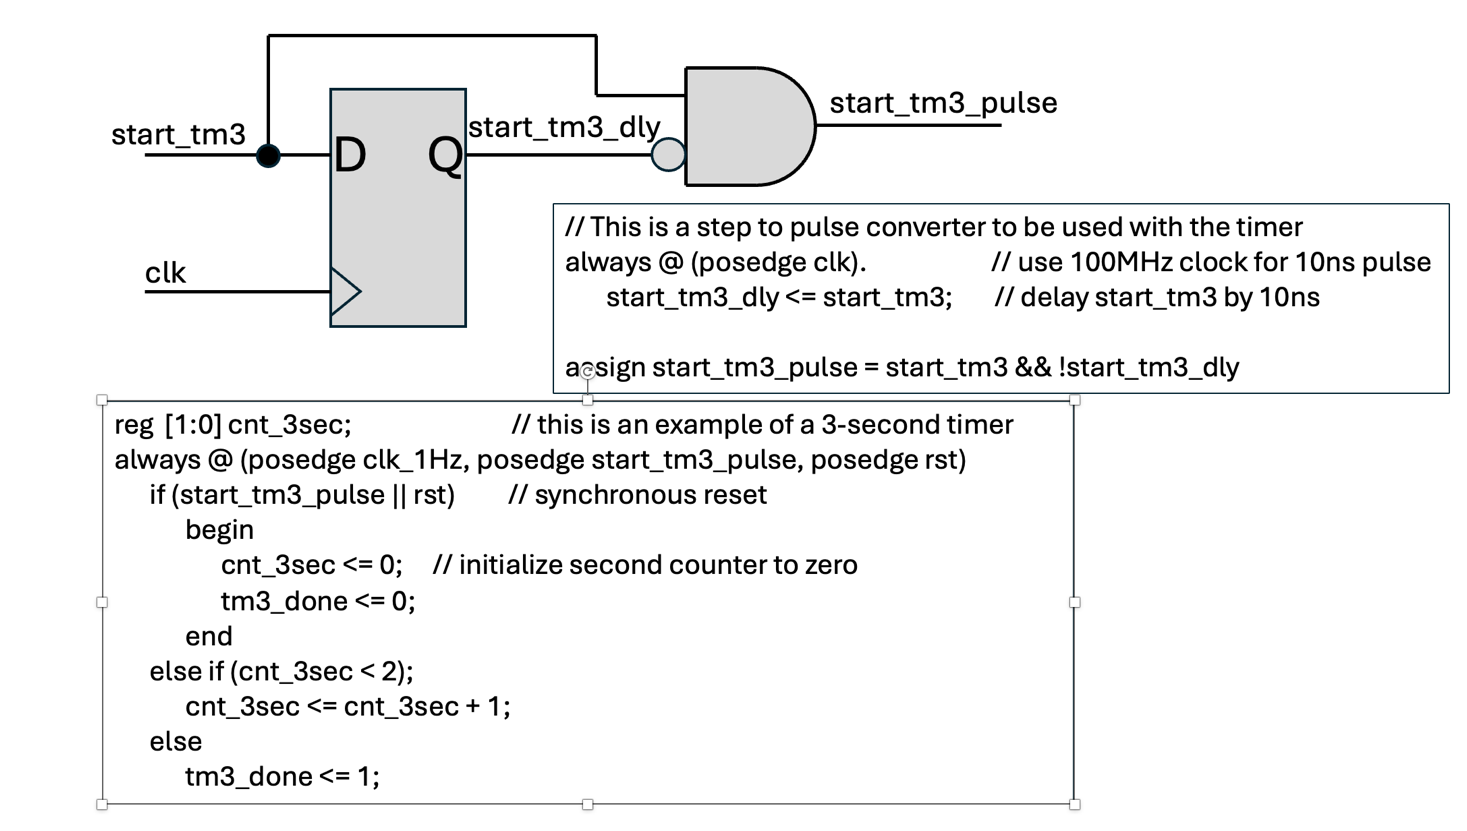 start_tm3
D
Q
start_tm3_dly
start_tm3_pulse
clk
// This is a step to pulse converter to be used with the timer
always @ (posedge clk). // use 100MHz clock for 10ns pulse
start_tm3_dly <= start_tm3; // delay start_tm3 by 10ns
assign start_tm3_pulse = start_tm3 && !start_tm3_dly
reg [1:0] cnt_3sec; // this is an example of a 3-second timer
always @ (posedge clk_1Hz, posedge start_tm3_pulse, posedge rst)
if (start_tm3_pulse || rst) // synchronous reset
begin
cnt_3sec <= 0; // initialize second counter to zero
tm3_done <= 0;
end
else if (cnt_3sec < 2);
cnt_3sec <= cnt_3sec + 1;
else
tm3_done <= 1;